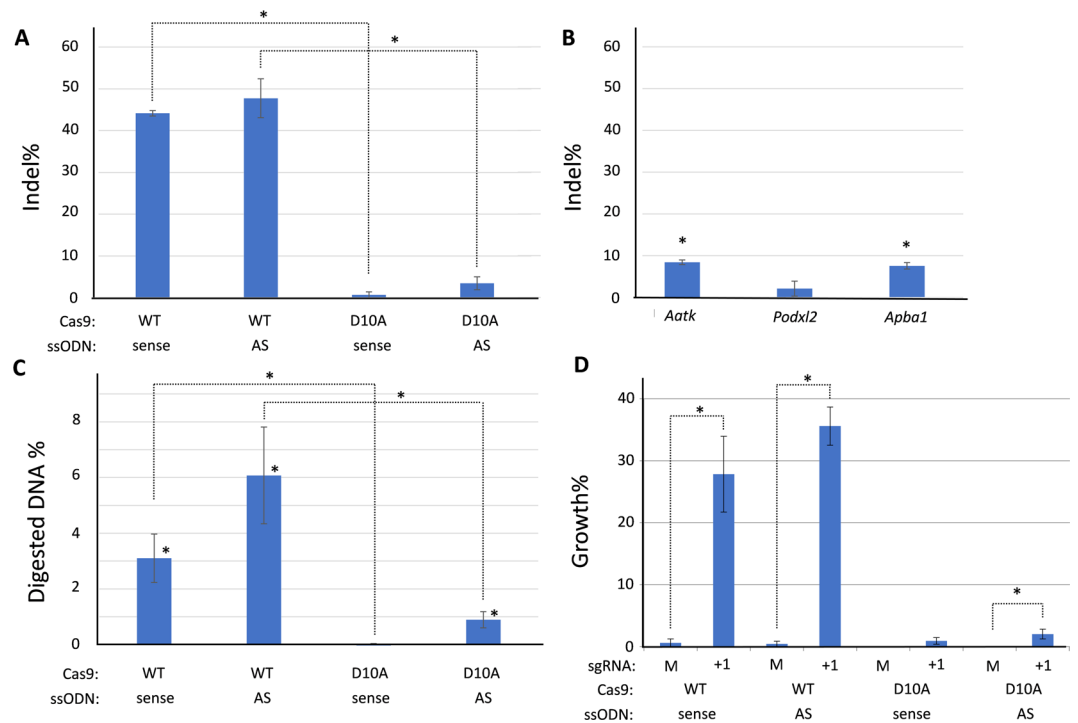 A
*
*
60
50
40
30
20
10
0
Indel%
Cas9: WT WT D10A D10A
ssODN: sense AS sense AS
B
60
50
40
30
20
10
0
Indel%
* *
Aatk Podxl2 Apba1
C
*
*
8
6
4
2
0
Digested DNA %
*
*
*
Cas9: WT WT D10A D10A
ssODN: sense AS sense AS
D
*
*
*
40
30
20
10
0
Growth%
sgRNA: M +1 M +1 M +1 M +1
Cas9: WT WT D10A D10A
ssODN: sense AS sense AS